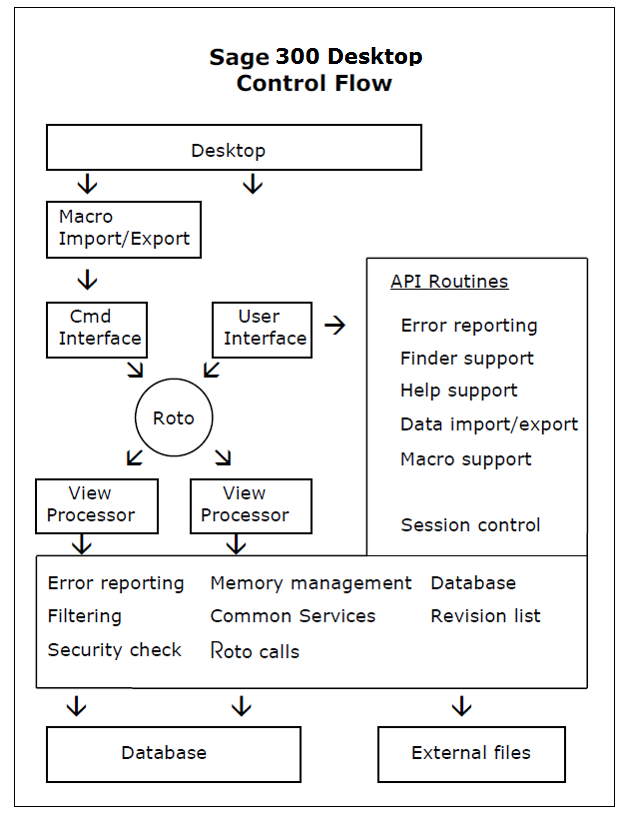 Sage 300 Desktop
Control Flow
Desktop
Macro
Import/Export
Cmd
Interface
User
Interface
API Routines
Error reporting
Finder support
Help support
Data import/export
Macro support
Session control
Roto
View
Processor
View
Processor
Error reporting
Memory management
Database
Filtering
Common Services
Revision list
Security check
Roto calls
Database
External files